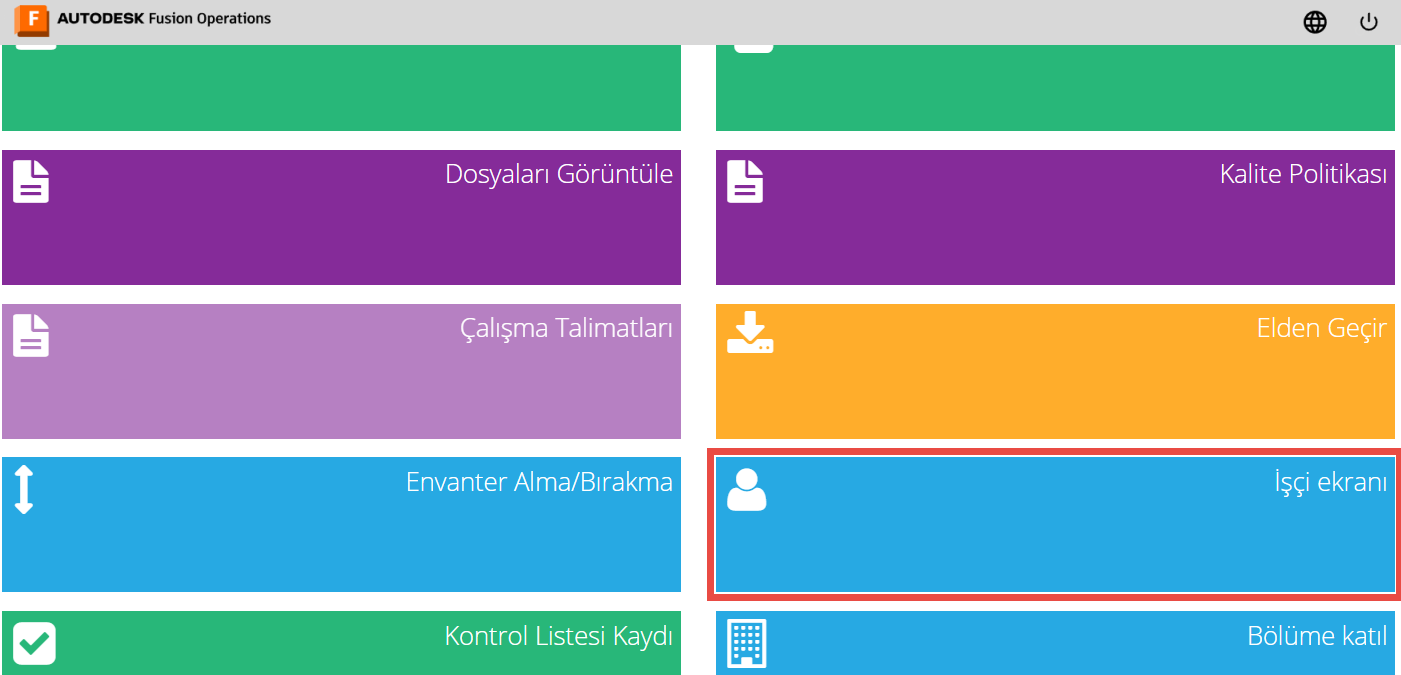 AUTODESK Fusion Operations
Dosyaları Görüntüle
Kalite Politikası
Çalışma Talimatları
Elden Geçir
Envanter Alma/Bırakma
İşçi ekranı
Kontrol Listesi Kaydı
Bölüme katıl